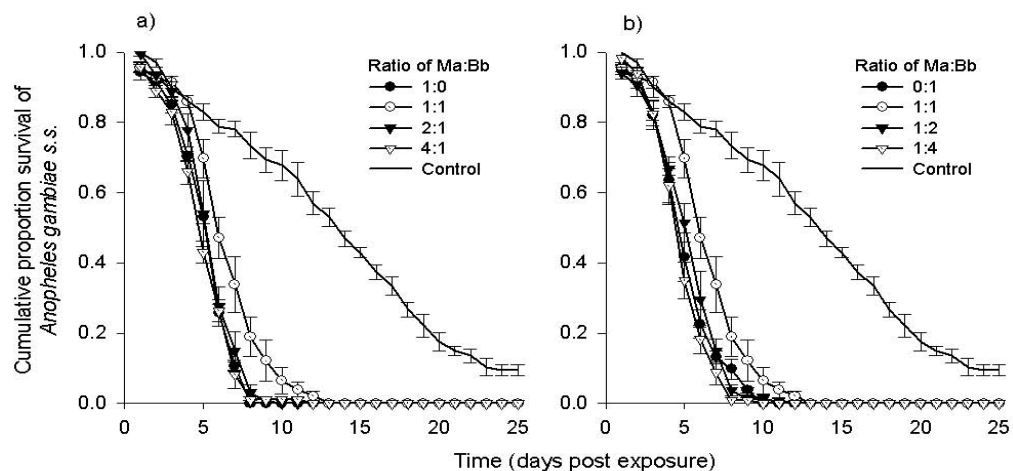 a)
b)
Cumulative proportion survival of
Anopheles gambiae s.s.
1.0
0.8
0.6
0.4
0.2
0.0
Ratio of Ma:Bb
1:0
1:1
2:1
4:1
Control
0 5 10 15 20 25
1.0
0.8
0.6
0.4
0.2
0.0
Ratio of Ma:Bb
0:1
1:1
1:2
1:4
Control
0 5 10 15 20 25
Time (days post exposure)